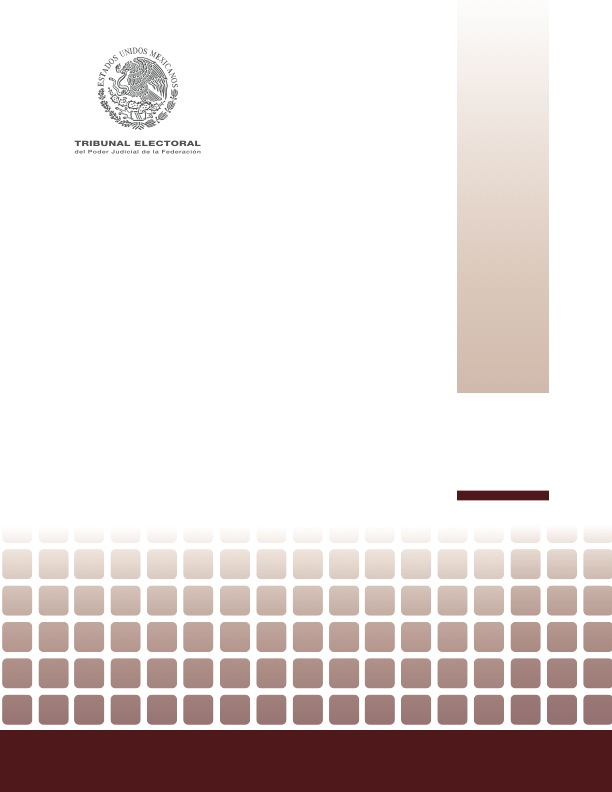 ESTADOS UNIDOS MEXICANOS
TRIBUNAL ELECTORAL
del Poder Judicial de la Federación